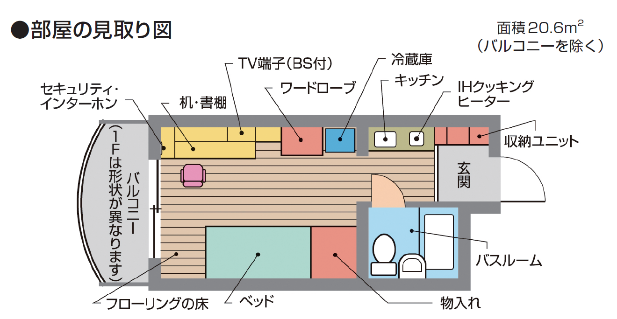 ●部屋の見取り図
面積20.6m²
(バルコニーを除く)
TV端子(BS付)
冷蔵庫
セキュリティ・
インターホン
机・書棚
ワードローブ
キッチン
IHクッキング
ヒーター
収納ユニット
玄関
バルコニー
(1Fは形状が異なります)
バスルーム
フローリングの床
ベッド
物入れ